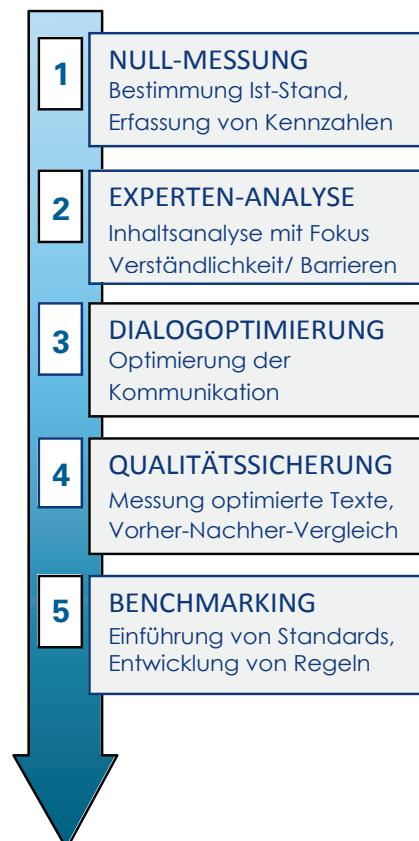 1
NULL-MESSUNG
Bestimmung Ist-Stand,
Erfassung von Kennzahlen
2
EXPERTEN-ANALYSE
Inhaltsanalyse mit Fokus
Verständlichkeit/ Barrieren
3
DIALOGOPTIMIERUNG
Optimierung der
Kommunikation
4
QUALITÄTSSICHERUNG
Messung optimierte Texte,
Vorher-Nachher-Vergleich
5
BENCHMARKING
Einführung von Standards,
Entwicklung von Regeln